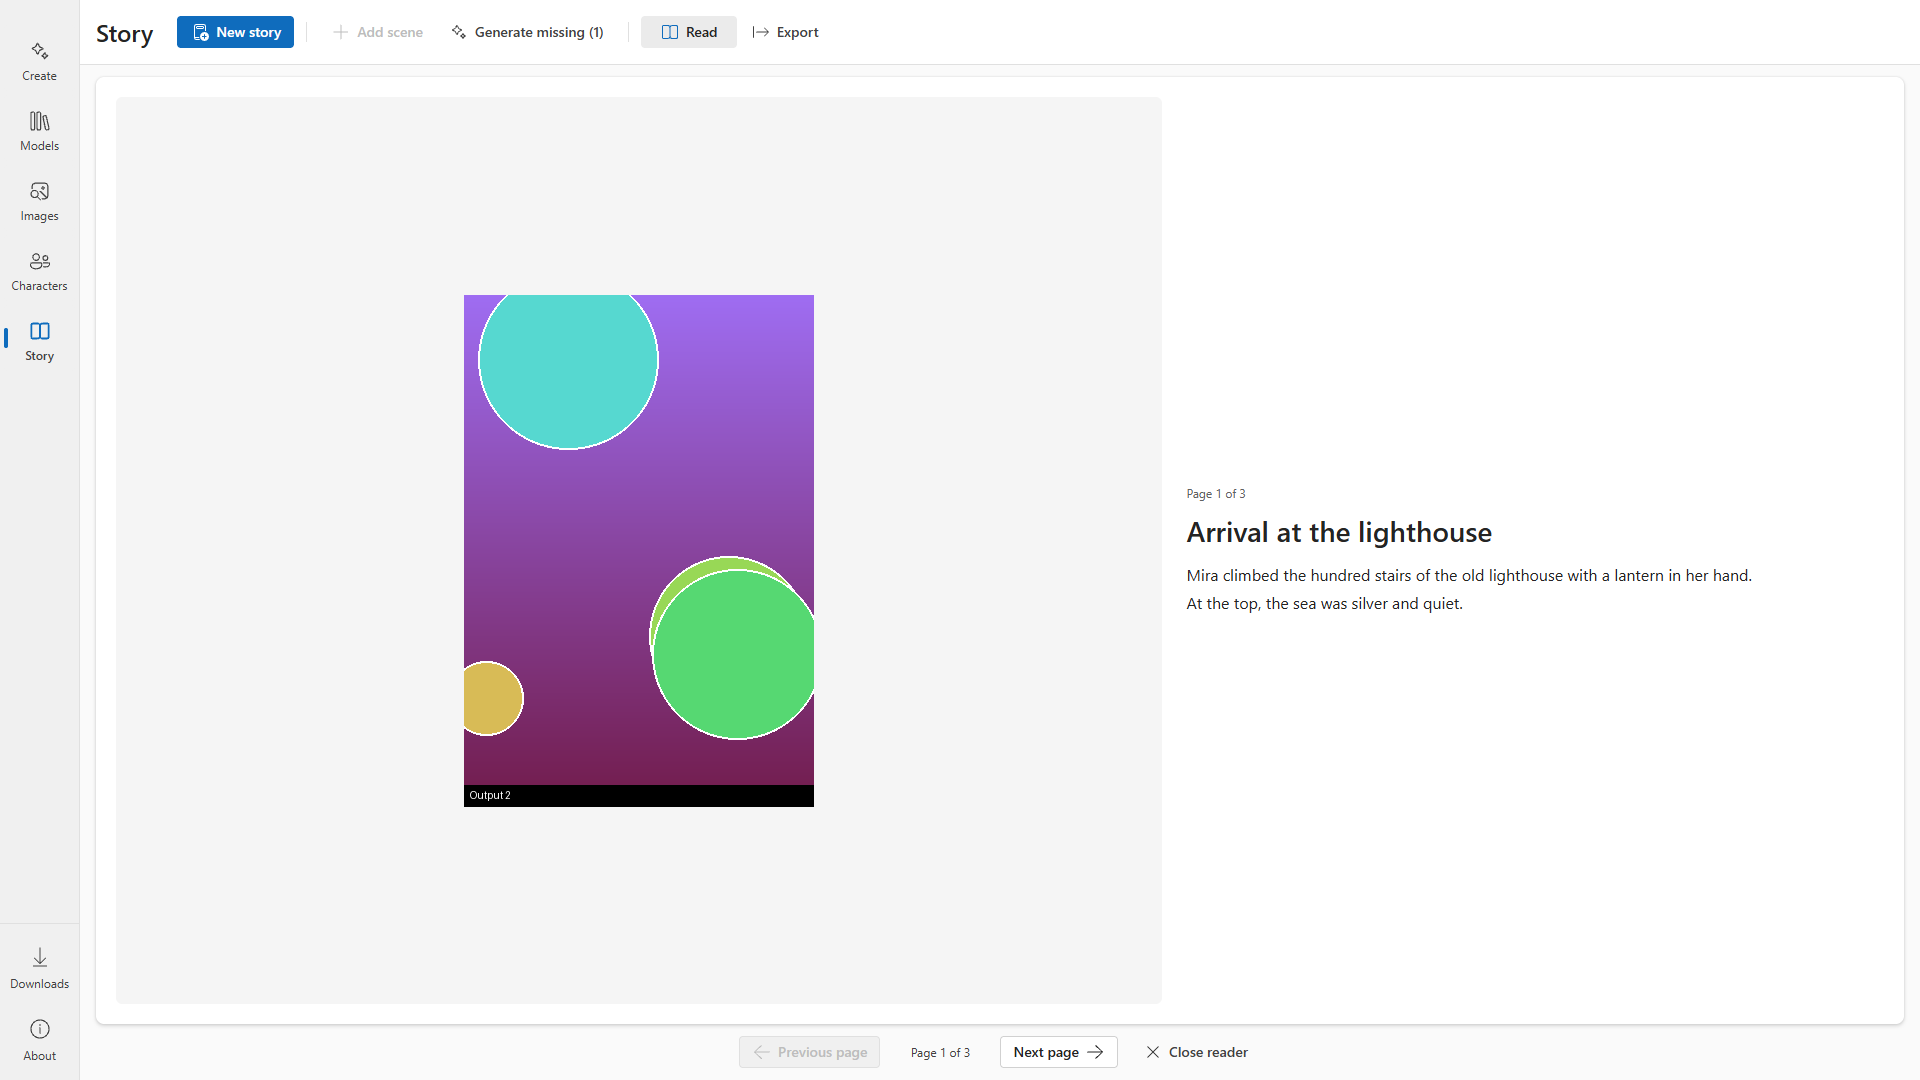 Story
New story
Add scene
Generate missing (1)
Read
Export
Create
Models
Images
Characters
Story
Downloads
About
Output 2
Page 1 of 3
Arrival at the lighthouse
Mira climbed the hundred stairs of the old lighthouse with a lantern in her hand.
At the top, the sea was silver and quiet.
Previous page
Page 1 of 3
Next page
Close reader